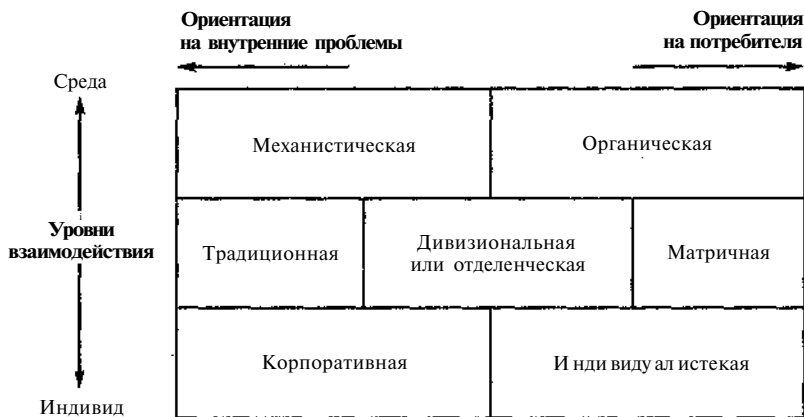 Ориентация
на внутренние проблемы
Ориентация
на потребителя
Среда
Механистическая
Органическая
Уровни
взаимодействия
Традиционная
Дивизиональная
или отделенческая
Матричная
Корпоративная
И нди виду ал истекая
Индивид